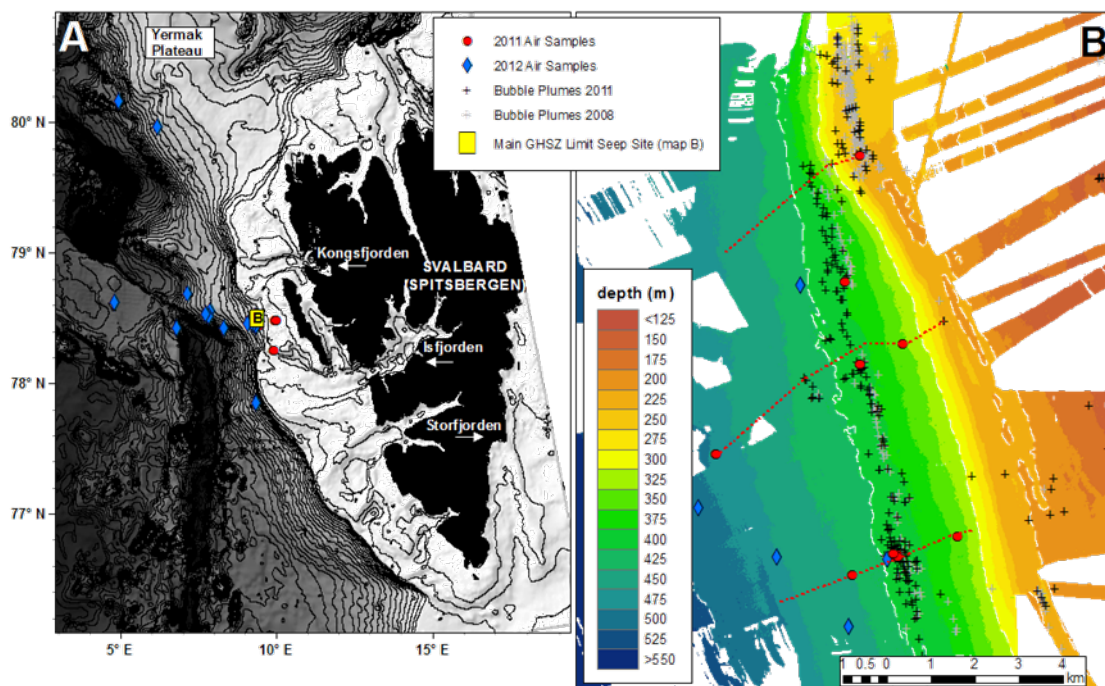 A
Yermak
Plateau
2011 Air Samples
2012 Air Samples
Bubble Plumes 2011
Bubble Plumes 2008
Main GHSZ Limit Seep Site (map B)
B
80° N
79° N
78° N
77° N
Kongsfjorden
SVALBARD
(SPITSBERGEN)
B
Isfjorden
Storfjorden
5° E
10° E
15° E
depth (m)
<125
150
175
200
250
275
300
350
375
400
425
450
475
500
525
>550
1 0.5 0 1 2 3 4
km